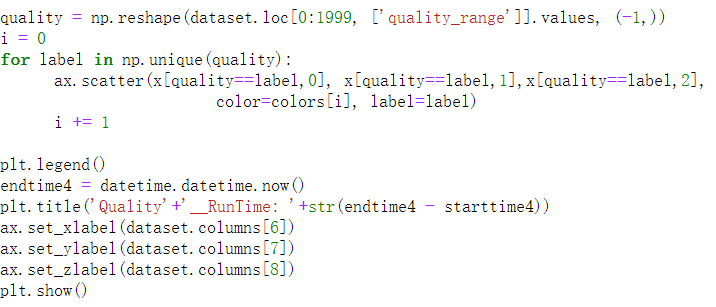 quality = np.reshape(dataset.loc[0:1999, ['quality_range']].values, (-1,))
i = 0
for label in np.unique(quality):
ax.scatter(x[quality==label,0], x[quality==label,1],x[quality==label,2],
color=colors[i], label=label)
i += 1
plt.legend()
endtime4 = datetime.datetime.now()
plt.title('Quality'+'__RunTime: '+str(endtime4 - starttime4))
ax.set_xlabel(dataset.columns[6])
ax.set_ylabel(dataset.columns[7])
ax.set_zlabel(dataset.columns[8])
plt.show()